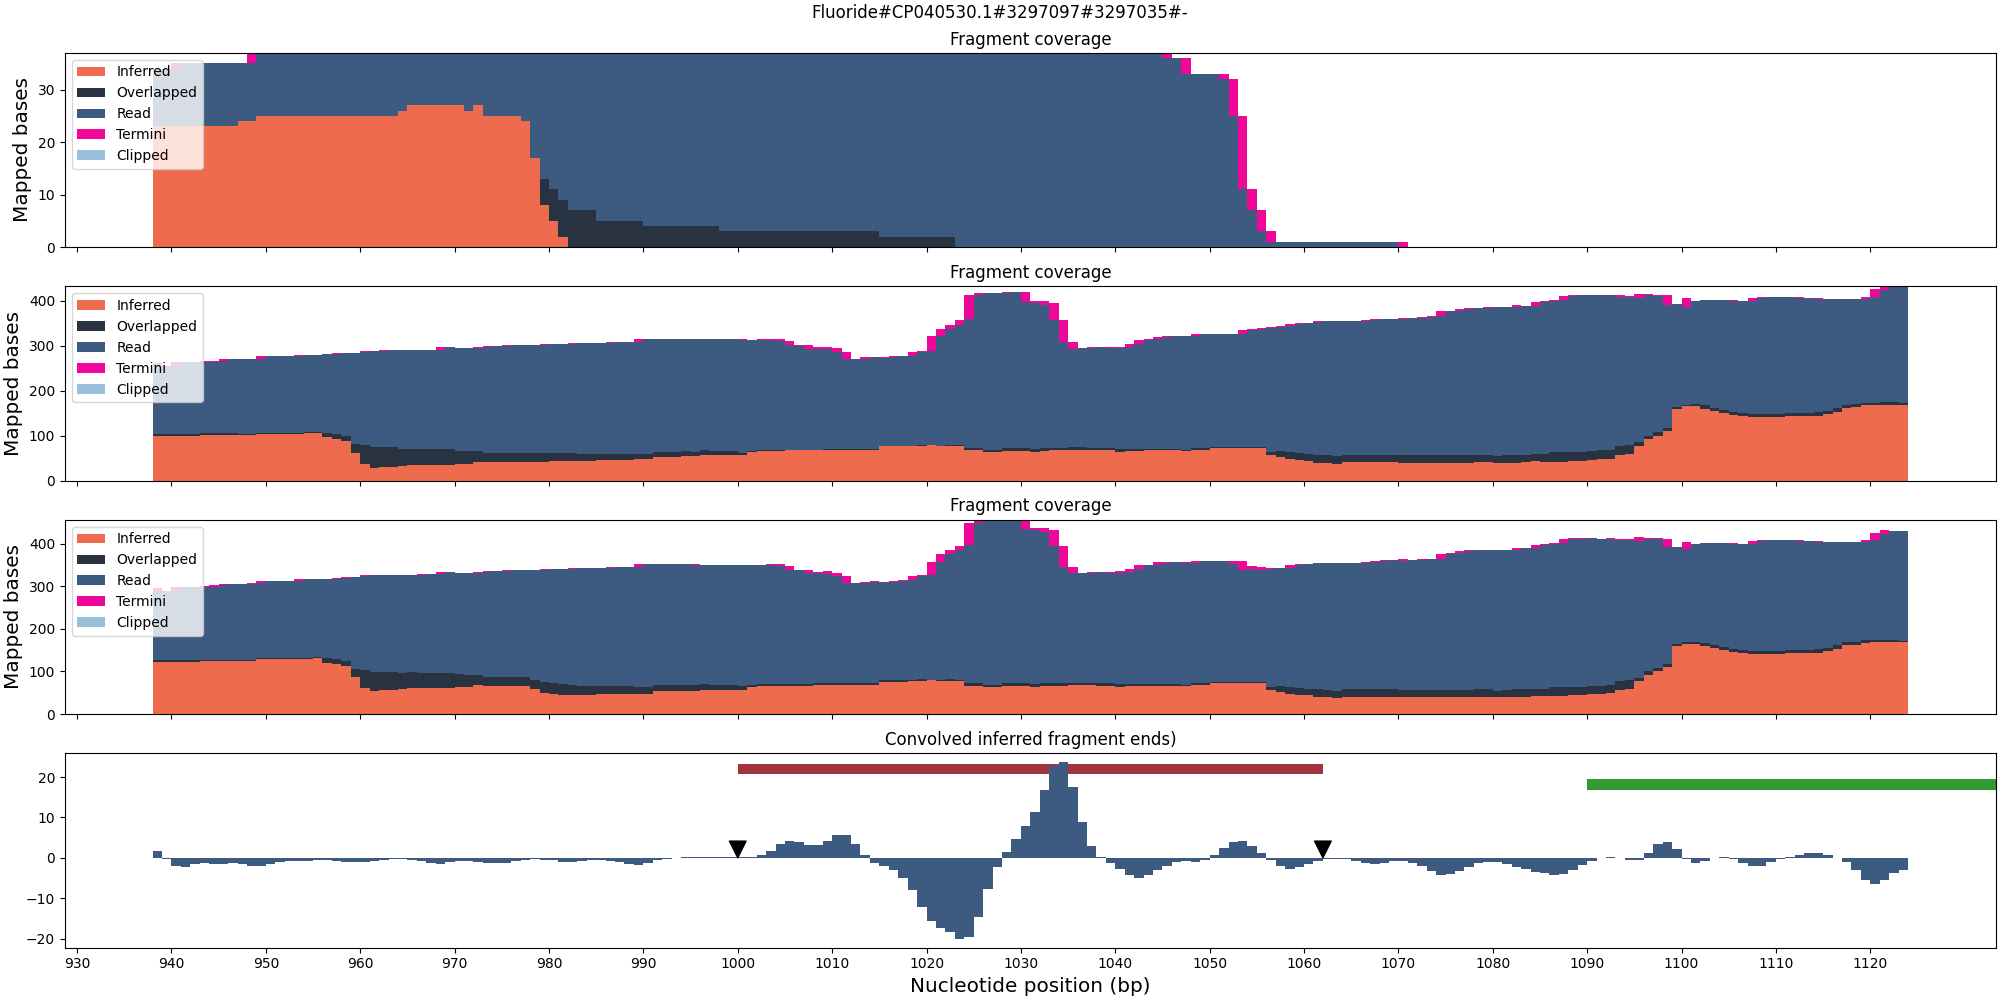 Fluoride#CP040530.1#3297097#3297035#-
Fragment coverage
Mapped bases
30
20
10
0
Inferred
Overlapped
Read
Termini
Clipped
Fragment coverage
Mapped bases
400
300
200
100
0
Inferred
Overlapped
Read
Termini
Clipped
Fragment coverage
Mapped bases
400
300
200
100
0
Inferred
Overlapped
Read
Termini
Clipped
Convolved inferred fragment ends)
20
10
0
−10
−20
930 940 950 960 970 980 990 1000 1010 1020 1030 1040 1050 1060 1070 1080 1090 1100 1110 1120
Nucleotide position (bp)